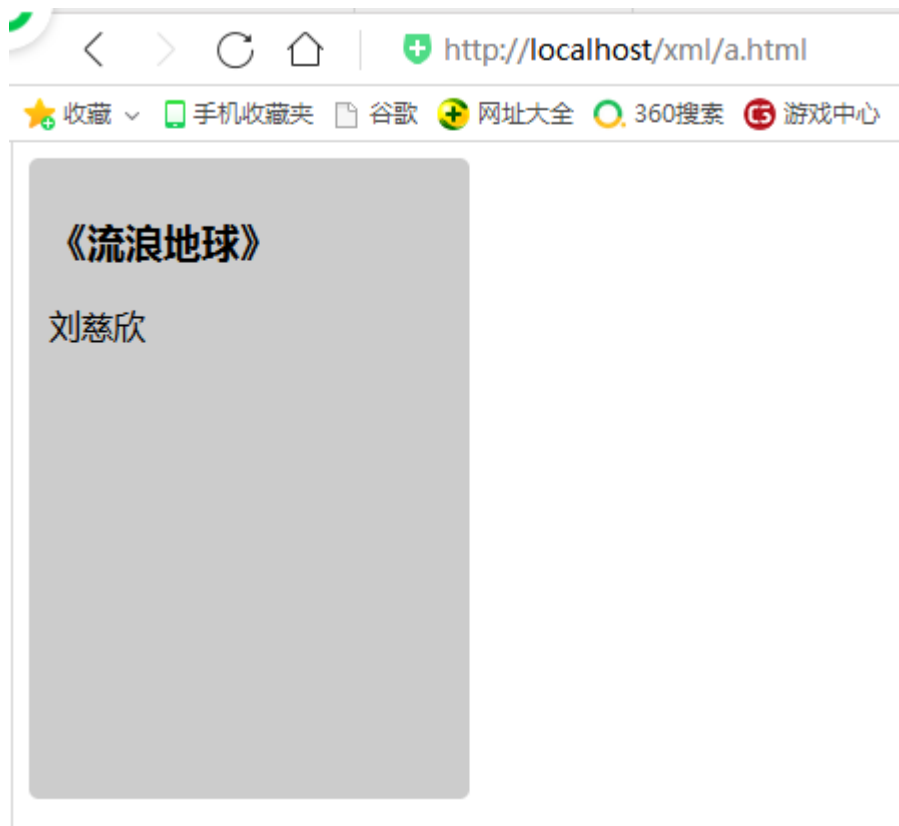 http://localhost/xml/a.html
收藏 手机收藏夹 谷歌 网址大全 360搜索 游戏中心
《流浪地球》
刘慈欣